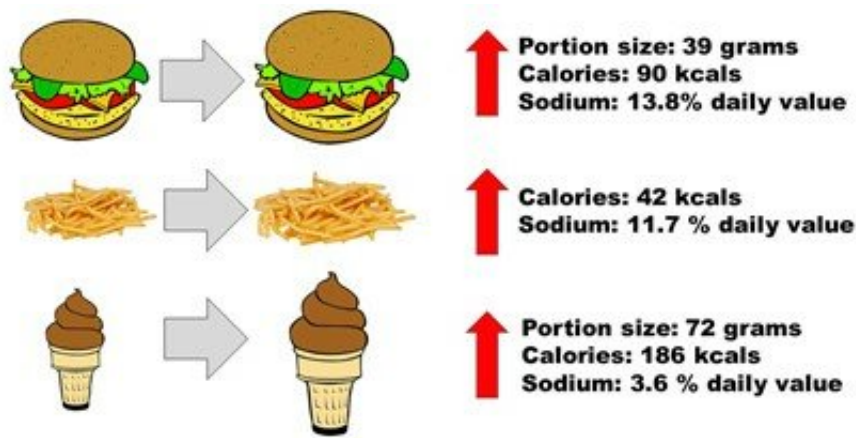 Portion size: 39 grams
Calories: 90 kcals
Sodium: 13.8% daily value
Calories: 42 kcals
Sodium: 11.7 % daily value
Portion size: 72 grams
Calories: 186 kcals
Sodium: 3.6 % daily value